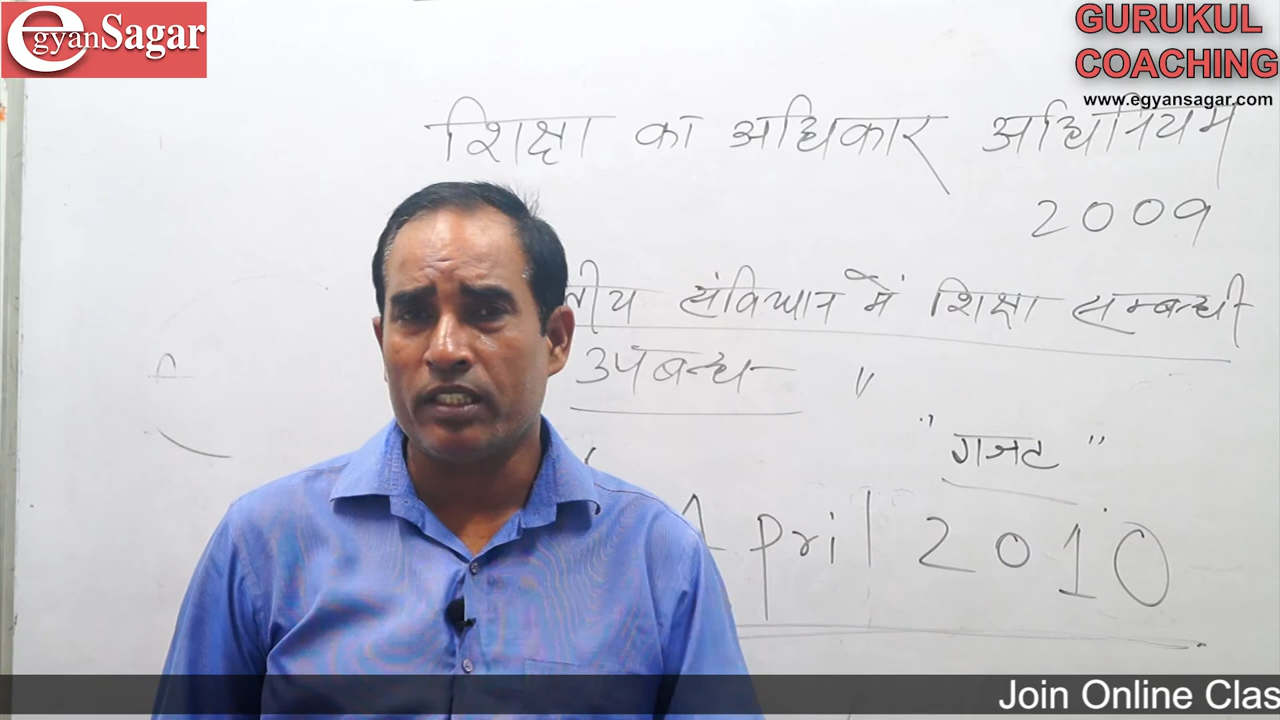 egyanSagar
GURUKUL
COACHING
www.egyansagar.com
शिक्षा का अधिकार अधिनियम
2009
तीय संविधान में शिक्षा सम्बन्धी
उपबन्ध "
" गजट "
April 2010
Join Online Clas